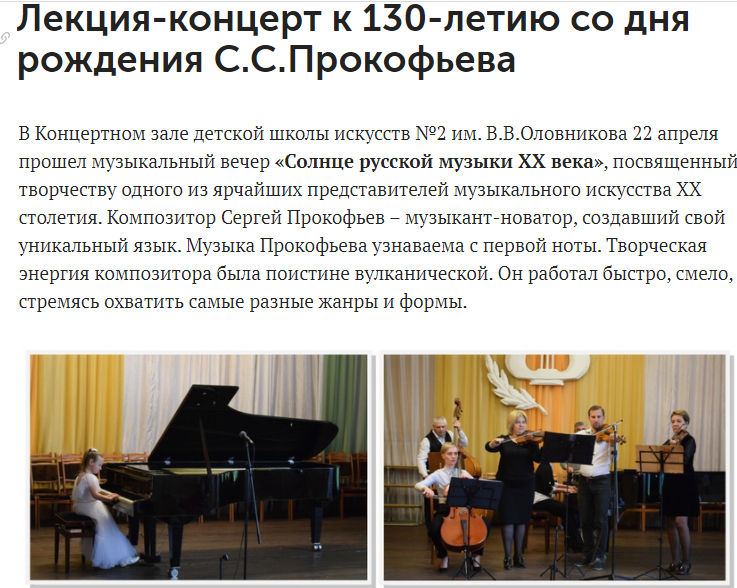 Лекция-концерт к 130-летию со дня
рождения С.С.Прокофьева
В Концертном зале детской школы искусств №2 им. В.В.Оловникова 22 апреля
прошел музыкальный вечер «Солнце русской музыки XX века», посвященный
творчеству одного из ярчайших представителей музыкального искусства XX
столетия. Композитор Сергей Прокофьев – музыкант-новатор, создавший свой
уникальный язык. Музыка Прокофьева узнаваема с первой ноты. Творческая
энергия композитора была поистине вулканической. Он работал быстро, смело,
стремясь охватить самые разные жанры и формы.